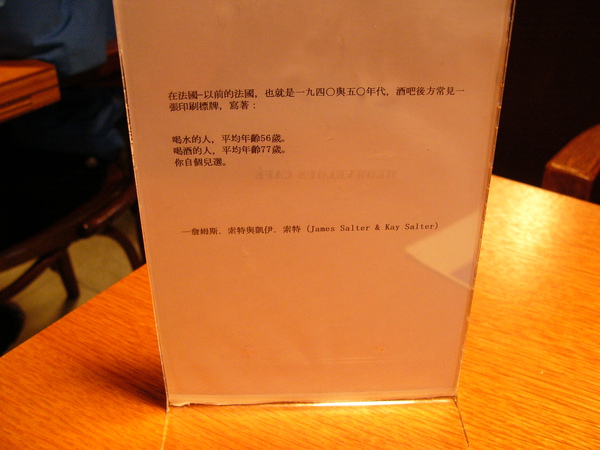 在法國-以前的法國，也就是一九四〇與五〇年代，酒吧後方常見一
張印刷標牌，寫著：
喝水的人，平均年齡56歲。
喝酒的人，平均年齡77歲。
你自個兒選。
—詹姆斯．索特與凱伊．索特 (James Salter & Kay Salter)